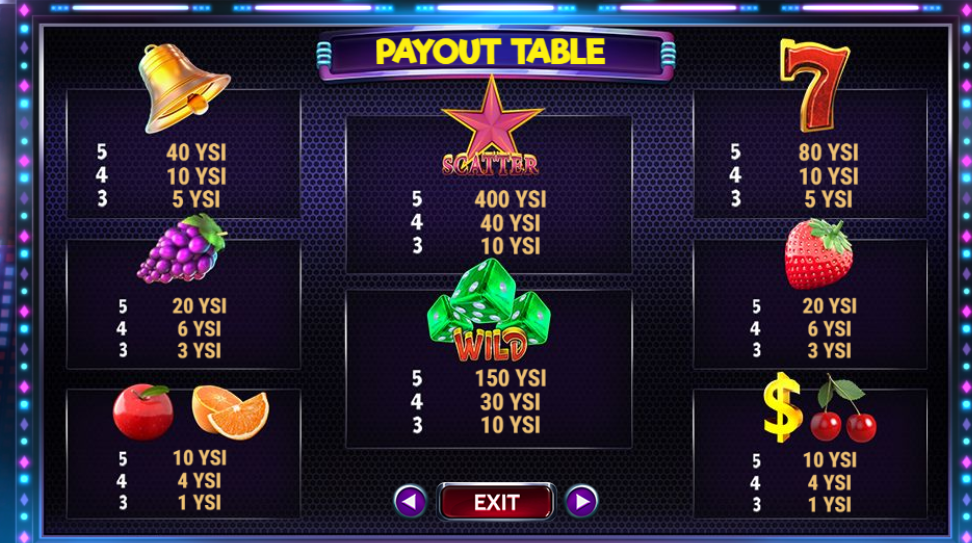 PAYOUT TABLE
5 40 YSI
4 10 YSI
3 5 YSI
SCATTER
5 400 YSI
4 40 YSI
3 10 YSI
5 80 YSI
4 10 YSI
3 5 YSI
5 20 YSI
4 6 YSI
3 3 YSI
WILD
5 150 YSI
4 30 YSI
3 10 YSI
5 20 YSI
4 6 YSI
3 3 YSI
5 10 YSI
4 4 YSI
3 1 YSI
$
5 10 YSI
4 4 YSI
3 1 YSI
EXIT